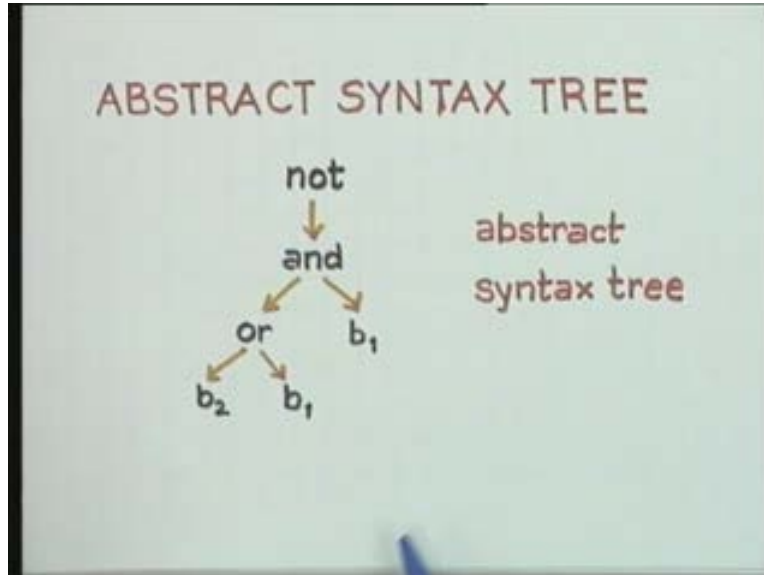 ABSTRACT SYNTAX TREE
not
and
abstract
syntax tree
or
b₁
b₂
b₁